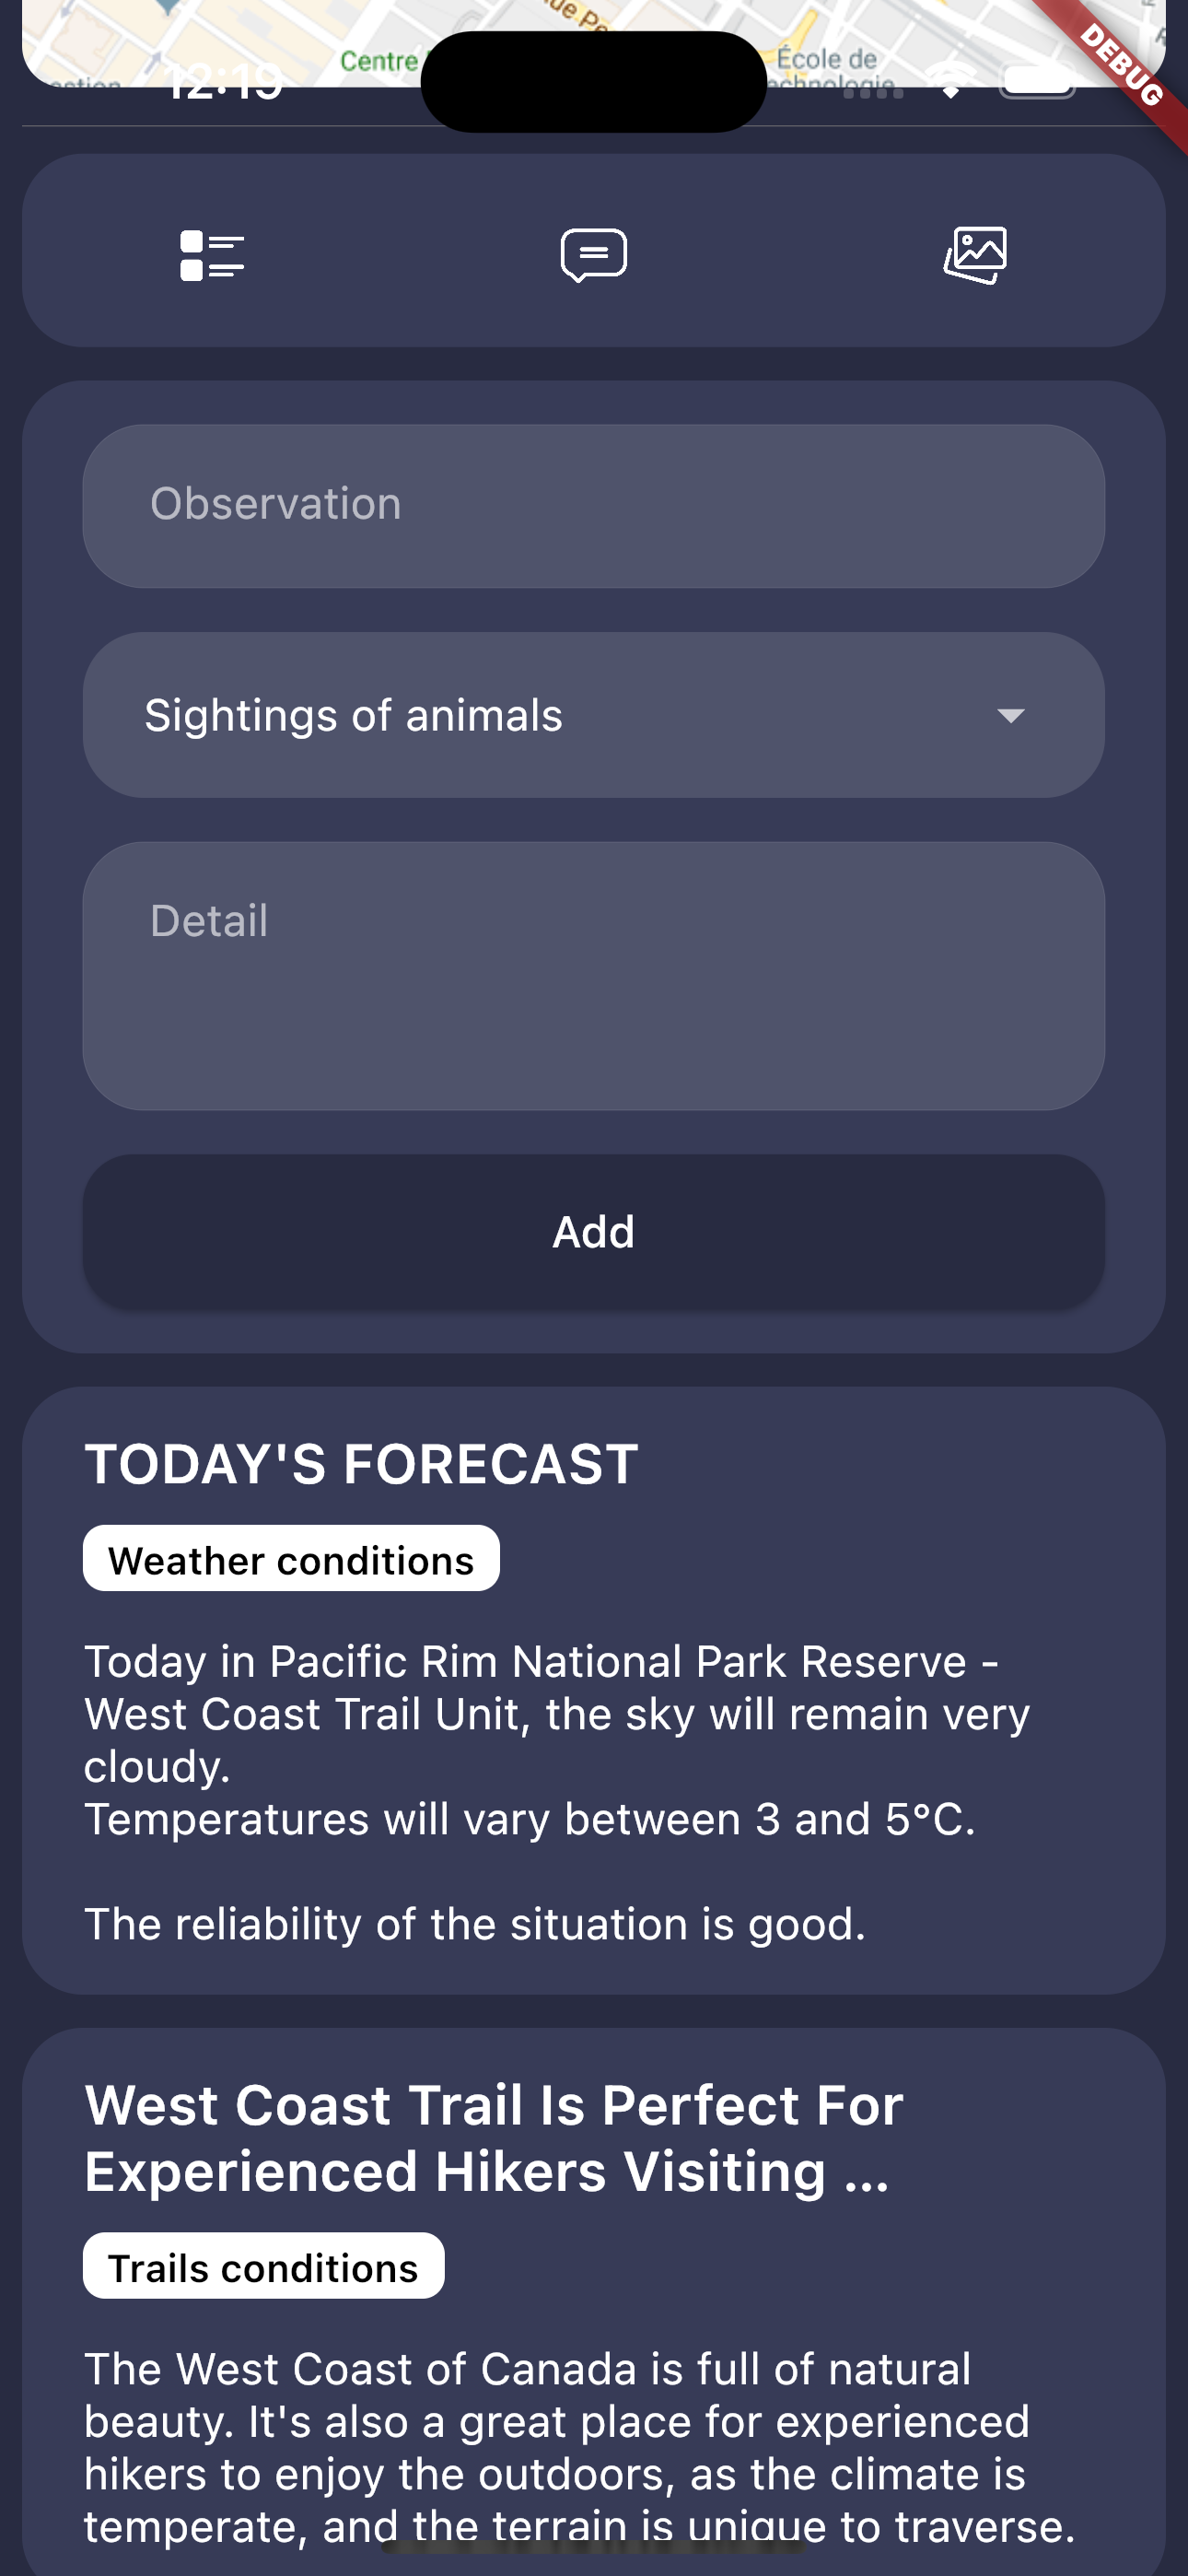 Centre
École de
12:19
DEBUG
Observation
Sightings of animals
Detail
Add
TODAY'S FORECAST
Weather conditions
Today in Pacific Rim National Park Reserve -
West Coast Trail Unit, the sky will remain very
cloudy.
Temperatures will vary between 3 and 5°C.
The reliability of the situation is good.
West Coast Trail Is Perfect For
Experienced Hikers Visiting ...
Trails conditions
The West Coast of Canada is full of natural
beauty. It's also a great place for experienced
hikers to enjoy the outdoors, as the climate is
temperate, and the terrain is unique to traverse.